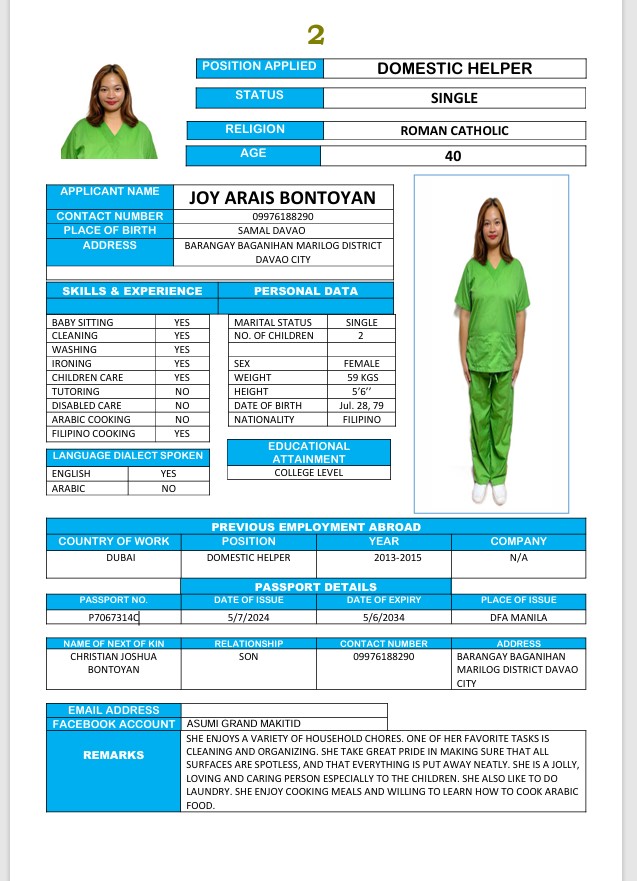 2
POSITION APPLIED DOMESTIC HELPER
STATUS SINGLE
RELIGION ROMAN CATHOLIC
AGE 40
APPLICANT NAME JOY ARAIS BONTOYAN
CONTACT NUMBER 09976188290
PLACE OF BIRTH SAMAL DAVAO
ADDRESS BARANGAY BAGANIHAN MARILOG DISTRICT
DAVAO CITY
SKILLS & EXPERIENCE PERSONAL DATA
BABY SITTING YES MARITAL STATUS SINGLE
CLEANING YES NO. OF CHILDREN 2
WASHING YES
IRONING YES SEX FEMALE
CHILDREN CARE YES WEIGHT 59 KGS
TUTORING NO HEIGHT 5’6’’
DISABLED CARE NO DATE OF BIRTH Jul. 28, 79
ARABIC COOKING NO NATIONALITY FILIPINO
FILIPINO COOKING YES
EDUCATIONAL
ATTAINMENT
COLLEGE LEVEL
LANGUAGE DIALECT SPOKEN
ENGLISH YES
ARABIC NO
PREVIOUS EMPLOYMENT ABROAD
COUNTRY OF WORK POSITION YEAR COMPANY
DUBAI DOMESTIC HELPER 2013-2015 N/A
PASSPORT DETAILS
PASSPORT NO. DATE OF ISSUE DATE OF EXPIRY PLACE OF ISSUE
P7067314C 5/7/2024 5/6/2034 DFA MANILA
NAME OF NEXT OF KIN RELATIONSHIP CONTACT NUMBER ADDRESS
CHRISTIAN JOSHUA SON 09976188290 BARANGAY BAGANIHAN
BONTOYAN MARILOG DISTRICT DAVAO
CITY
EMAIL ADDRESS
FACEBOOK ACCOUNT ASUMI GRAND MAKITID
REMARKS
SHE ENJOYS A VARIETY OF HOUSEHOLD CHORES. ONE OF HER FAVORITE TASKS IS
CLEANING AND ORGANIZING. SHE TAKE GREAT PRIDE IN MAKING SURE THAT ALL
SURFACES ARE SPOTLESS, AND THAT EVERYTHING IS PUT AWAY NEATLY. SHE IS A JOLLY,
LOVING AND CARING PERSON ESPECIALLY TO THE CHILDREN. SHE ALSO LIKE TO DO
LAUNDRY. SHE ENJOY COOKING MEALS AND WILLING TO LEARN HOW TO COOK ARABIC
FOOD.